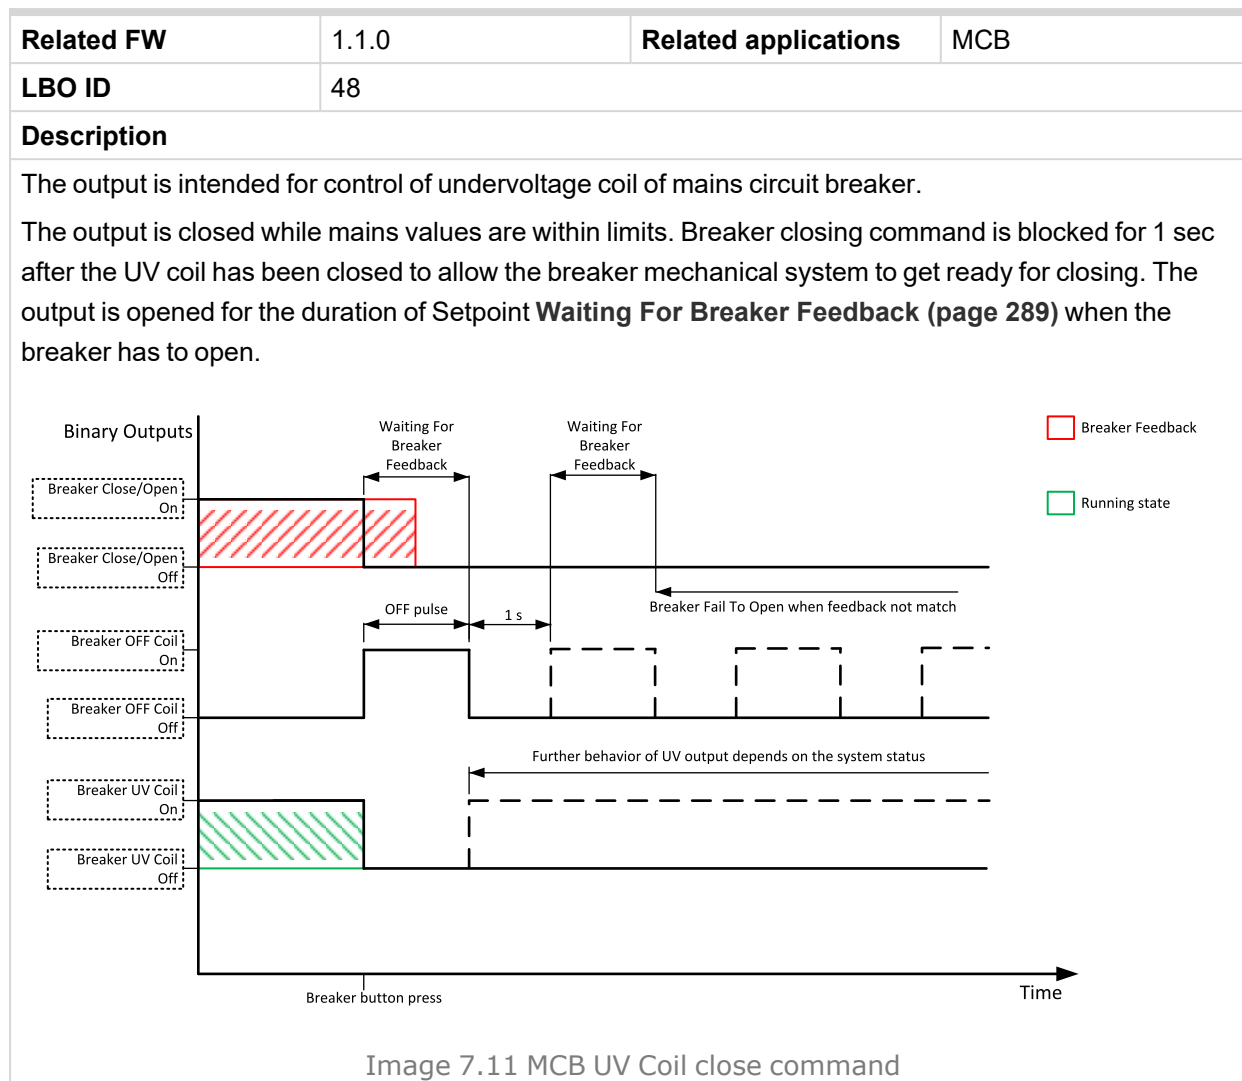 Related FW 1.1.0 Related applications MCB
LBO ID 48
Description
The output is intended for control of undervoltage coil of mains circuit breaker.
The output is closed while mains values are within limits. Breaker closing command is blocked for 1 sec
after the UV coil has been closed to allow the breaker mechanical system to get ready for closing. The
output is opened for the duration of Setpoint Waiting For Breaker Feedback (page 289) when the
breaker has to open.
Binary Outputs
Waiting For
Breaker
Feedback
Waiting For
Breaker
Feedback
Breaker Feedback
Running state
Breaker Close/Open
On
Breaker Close/Open
Off
Breaker Fail To Open when feedback not match
OFF pulse
1 s
Breaker OFF Coil
On
Breaker OFF Coil
Off
Further behavior of UV output depends on the system status
Breaker UV Coil
On
Breaker UV Coil
Off
Breaker button press
Time
Image 7.11 MCB UV Coil close command